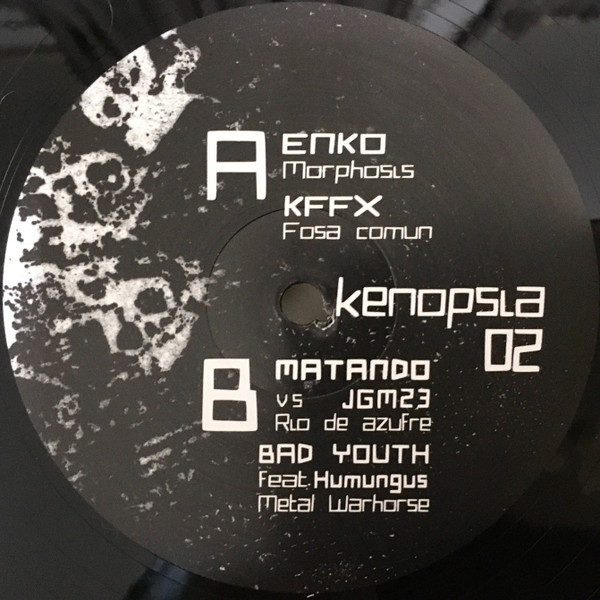 A
ENKO
Morphosis
KFFX
Fosa comun
kenopsia
02
B
MATANDO
vs JGM23
Rio de azufre
BAD YOUTH
Feat. Humungus
Metal Warhorse